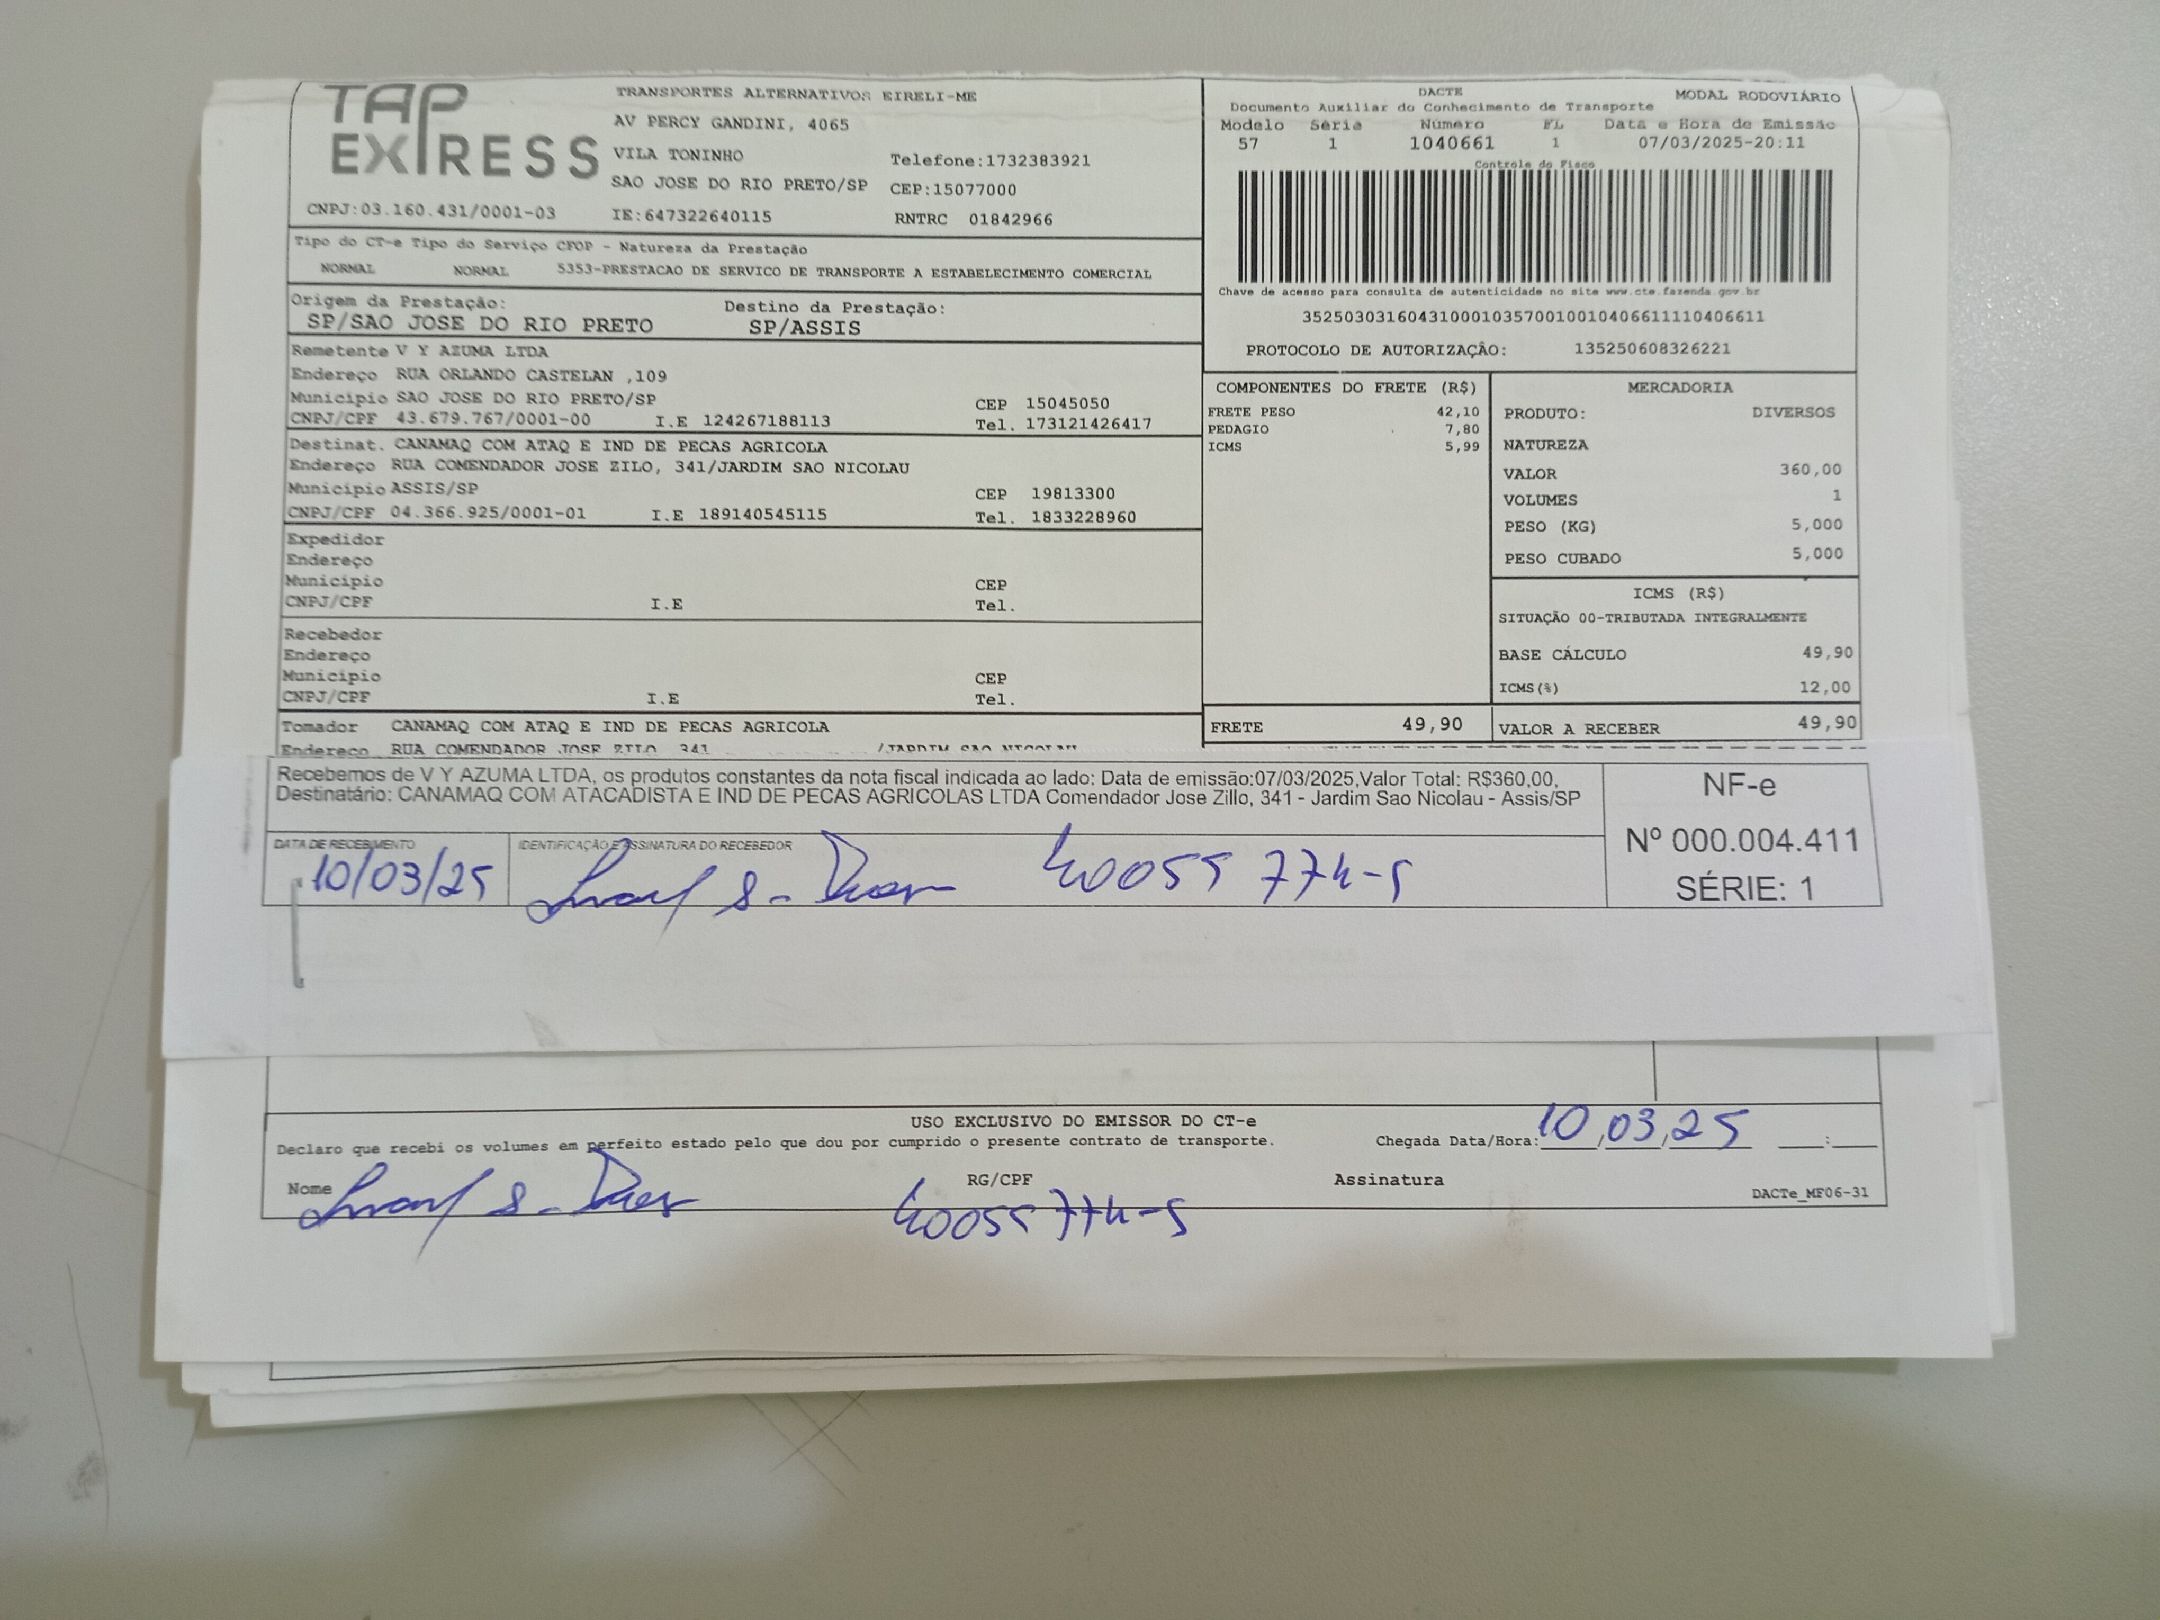 TAP EXPRESS
TRANSPORTES ALTERNATIVOS EIRELI-ME
AV PERCY GANDINI, 4065
VILA TONINHO Telefone:1732383921
SAO JOSE DO RIO PRETO/SP CEP:15077000
CNPJ:03.160.431/0001-03 IE:647322640115 RNTRC 01842966
DACTE MODAL RODOVIÁRIO
Documento Auxiliar do Conhecimento de Transporte
Modelo Série Número FL Data e Hora de Emissão
57 1 1040661 1 07/03/2025-20:11
Controle do Fisco
Chave de acesso para consulta de autenticidade no site www.cte.fazenda.gov.br
35250303160431000103570010010406611110406611
PROTOCOLO DE AUTORIZAÇÂO: 135250608326221
Tipo do CT-e Tipo do Serviço CFOP - Natureza da Prestação
NORMAL NORMAL 5353-PRESTACAO DE SERVICO DE TRANSPORTE A ESTABELECIMENTO COMERCIAL
Origem da Prestação: Destino da Prestação:
SP/SAO JOSE DO RIO PRETO SP/ASSIS
Remetente V Y AZUMA LTDA
Endereço RUA ORLANDO CASTELAN ,109
Município SAO JOSE DO RIO PRETO/SP CEP 15045050
CNPJ/CPF 43.679.767/0001-00 I.E 124267188113 Tel. 173121426417
Destinat. CANAMAQ COM ATAQ E IND DE PECAS AGRICOLA
Endereço RUA COMENDADOR JOSE ZILO, 341/JARDIM SAO NICOLAU
Município ASSIS/SP CEP 19813300
CNPJ/CPF 04.366.925/0001-01 I.E 189140545115 Tel. 1833228960
Expedidor
Endereço
Município CEP
CNPJ/CPF I.E Tel.
Recebedor
Endereço
Município CEP
CNPJ/CPF I.E Tel.
Tomador CANAMAQ COM ATAQ E IND DE PECAS AGRICOLA
Endereço RUA COMENDADOR JOSE ZILO, 341 /JARDIM SAO NICOLAU
COMPONENTES DO FRETE (R$)
FRETE PESO 42,10
PEDAGIO 7,80
ICMS 5,99
FRETE 49,90
MERCADORIA
PRODUTO: DIVERSOS
NATUREZA
VALOR 360,00
VOLUMES 1
PESO (KG) 5,000
PESO CUBADO 5,000
ICMS (R$)
SITUAÇÃO 00-TRIBUTADA INTEGRALMENTE
BASE CÁLCULO 49,90
ICMS(%) 12,00
VALOR A RECEBER 49,90
Recebemos de V Y AZUMA LTDA, os produtos constantes da nota fiscal indicada ao lado: Data de emissão:07/03/2025,Valor Total: R$360,00,
Destinatário: CANAMAQ COM ATACADISTA E IND DE PECAS AGRICOLAS LTDA Comendador Jose Zillo, 341 - Jardim Sao Nicolau - Assis/SP
DATA DE RECEBIMENTO IDENTIFICAÇÃO E ASSINATURA DO RECEBEDOR
10/03/25 40055774-5
NF-e
Nº 000.004.411
SÉRIE: 1
USO EXCLUSIVO DO EMISSOR DO CT-e
Declaro que recebi os volumes em perfeito estado pelo que dou por cumprido o presente contrato de transporte. Chegada Data/Hora: 10/03/25 :
Nome RG/CPF Assinatura
40055774-5
DACTe_MF06-31